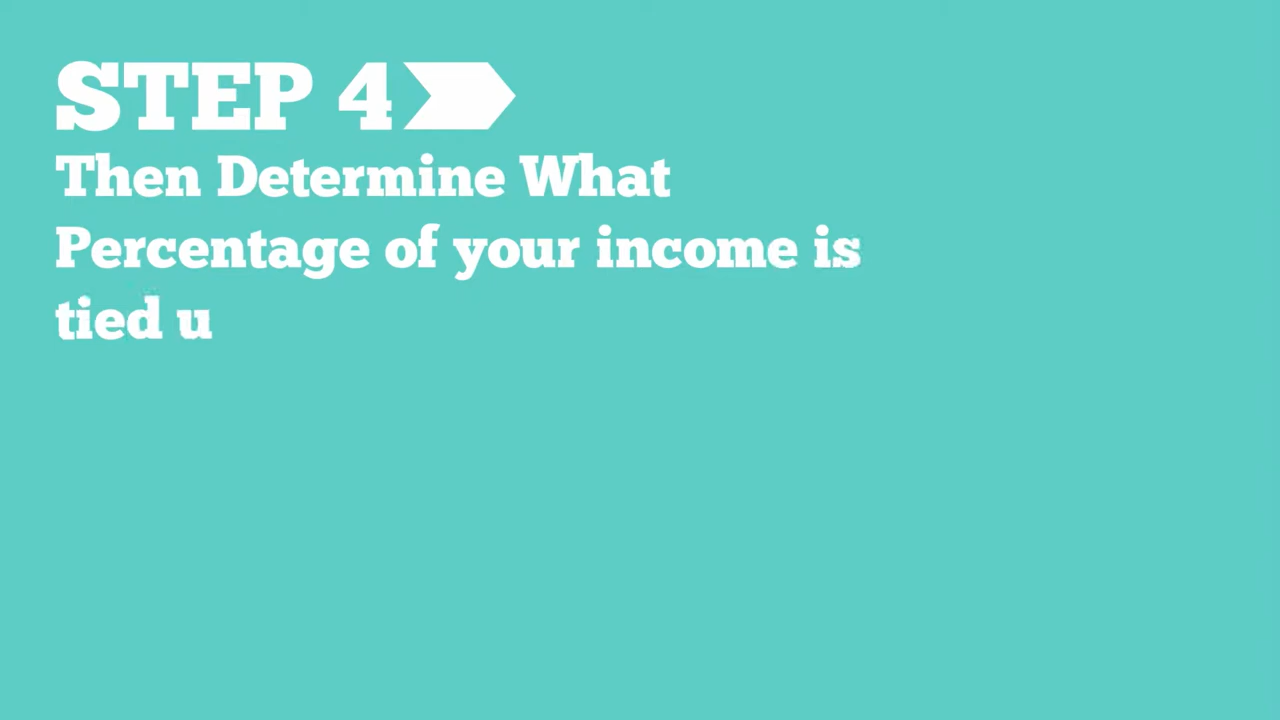 STEP 4
Then Determine What
Percentage of your income is
tied u